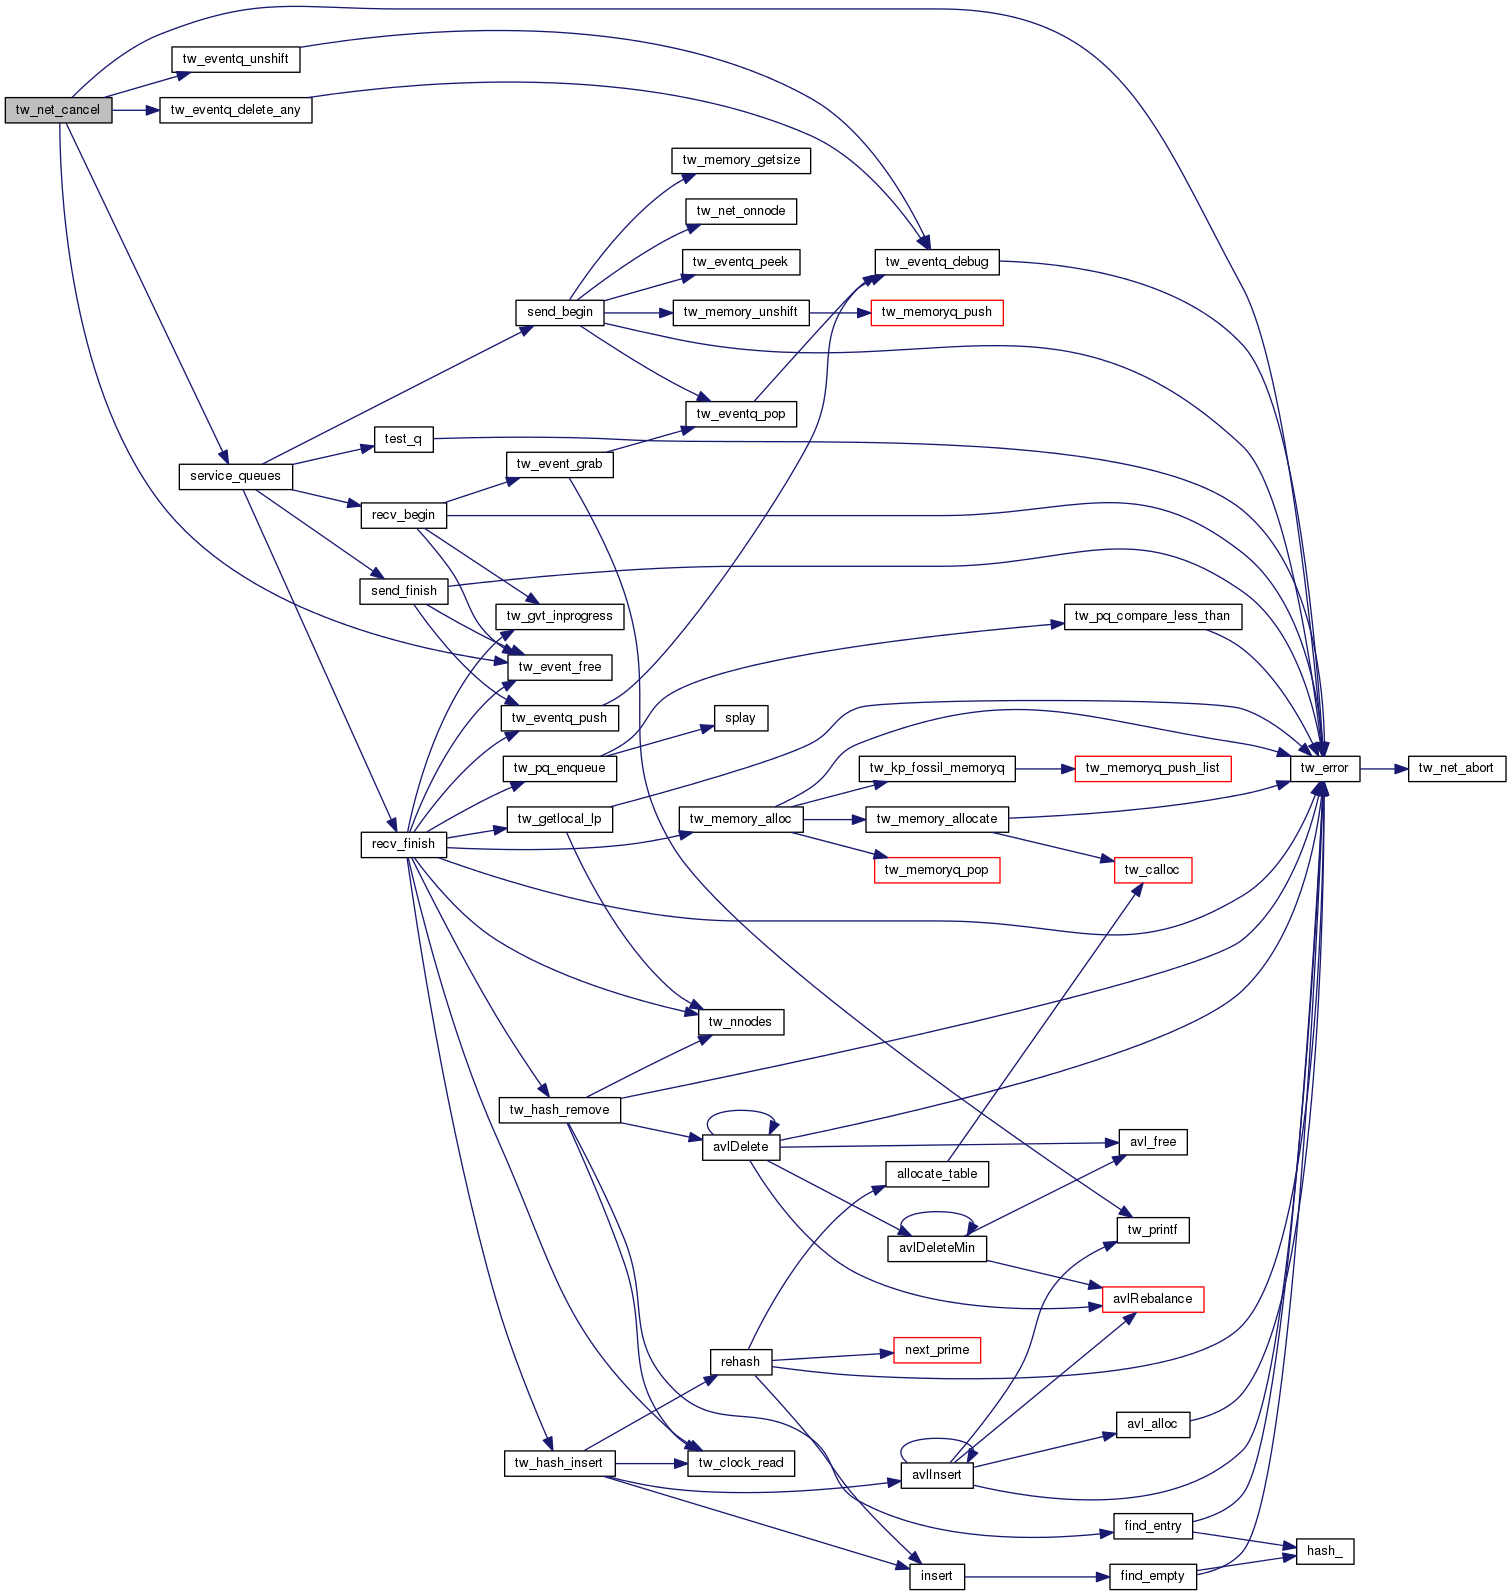 tw_eventq_unshift
tw_net_cancel
tw_eventq_delete_any
tw_memory_getsize
tw_net_onnode
tw_eventq_peek
tw_eventq_debug
send_begin
tw_memory_unshift
tw_memoryq_push
tw_eventq_pop
test_q
tw_event_grab
service_queues
recv_begin
send_finish
tw_gvt_inprogress
tw_pq_compare_less_than
tw_event_free
tw_eventq_push
splay
tw_pq_enqueue
tw_kp_fossil_memoryq
tw_memoryq_push_list
tw_error
tw_net_abort
tw_getlocal_lp
tw_memory_alloc
tw_memory_allocate
recv_finish
tw_memoryq_pop
tw_calloc
tw_nnodes
tw_hash_remove
avlDelete
avl_free
allocate_table
tw_printf
avlDeleteMin
avlRebalance
next_prime
rehash
avl_alloc
tw_hash_insert
tw_clock_read
avlInsert
find_entry
hash_
insert
find_empty